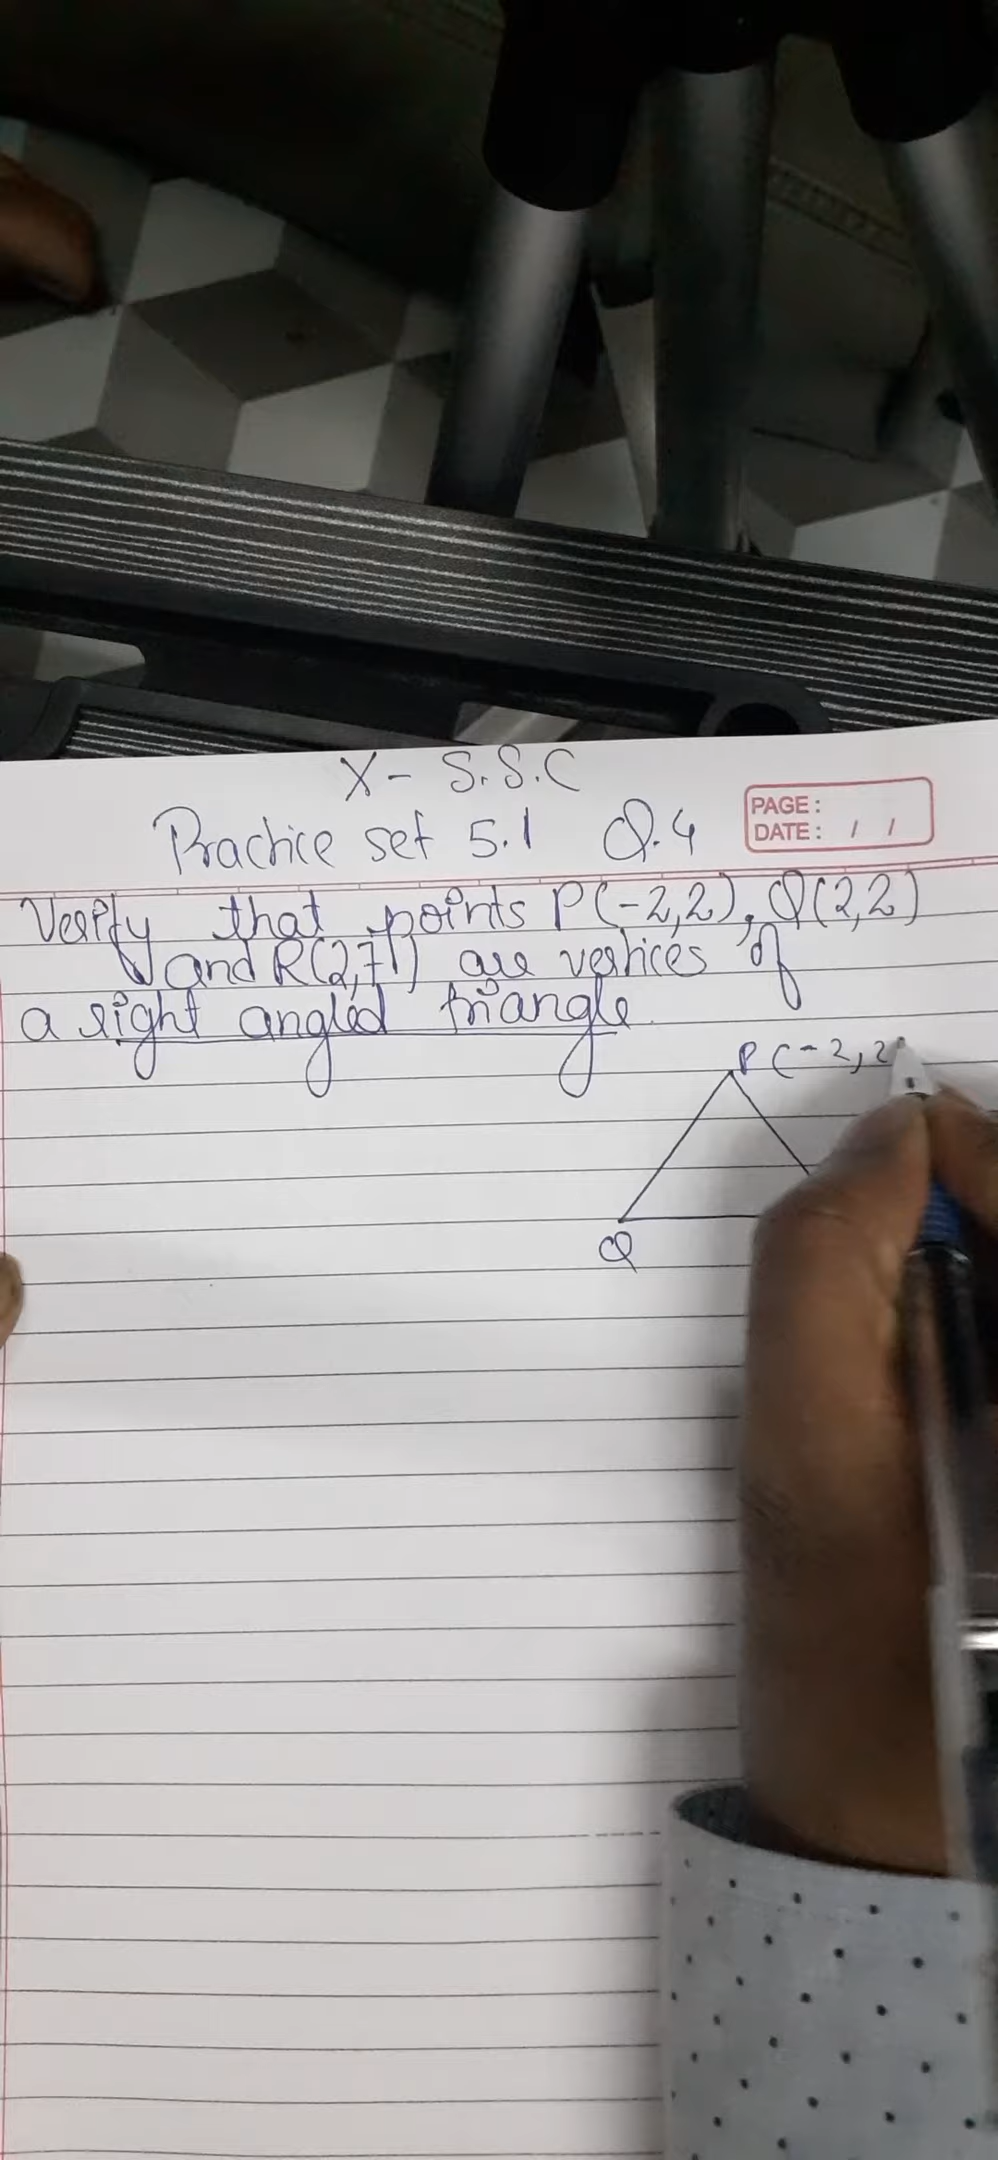 X- S.S.C
Practice set 5.1 Q.4
PAGE :
DATE : / /
Verify that points P(-2,2), Q(2,2)
and R(2,7) are vertices of
a right angled triangle.
P (-2, 2
Q